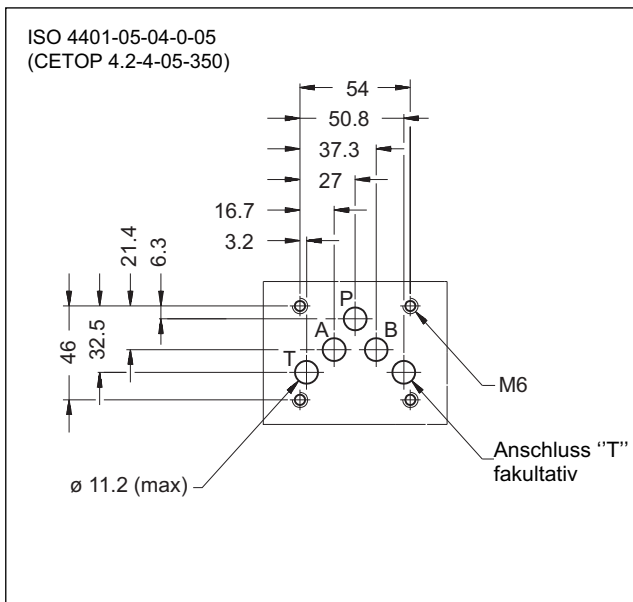 ISO 4401-05-04-0-05
(CETOP 4.2-4-05-350)
54
50.8
37.3
27
16.7
3.2
21.4
6.3
46
32.5
P
A
B
T
M6
Anschluss ‘‘T’’
fakultativ
ø 11.2 (max)